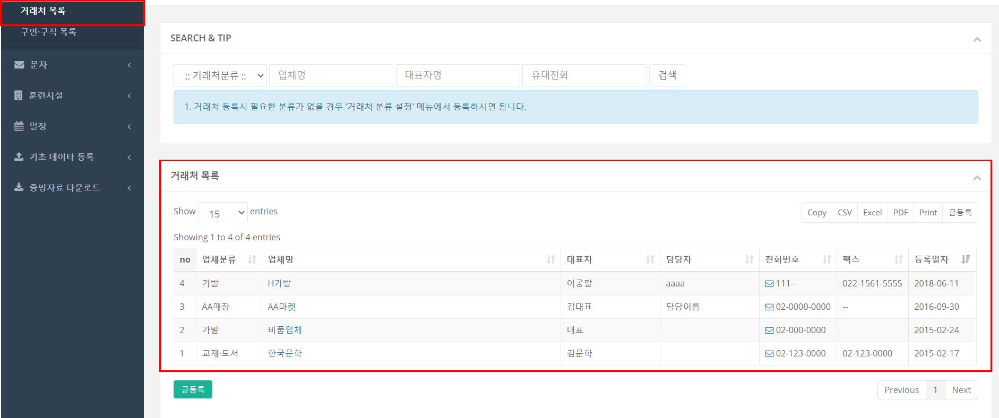 거래처 목록
구인·구직 목록
문자
훈련시설
일정
기초 데이타 등록
증빙자료 다운로드
SEARCH & TIP
:: 거래처분류 :: 업체명 대표자명 휴대전화 검색
1. 거래처 등록시 필요한 분류가 없을 경우 '거래처 분류 설정' 메뉴에서 등록하시면 됩니다.
거래처 목록
Show 15 entries Copy CSV Excel PDF Print 글등록
Showing 1 to 4 of 4 entries
no 업체분류 업체명 대표자 담당자 전화번호 팩스 등록일자
4 가발 H가발 이공팔 aaaa 111-- 022-1561-5555 2018-06-11
3 AA매장 AA마켓 김대표 담당이름 02-0000-0000 -- 2016-09-30
2 가발 비품업체 대표 02-000-0000 2015-02-24
1 교재·도서 한국문학 김문학 02-123-0000 02-123-0000 2015-02-17
글등록 Previous 1 Next